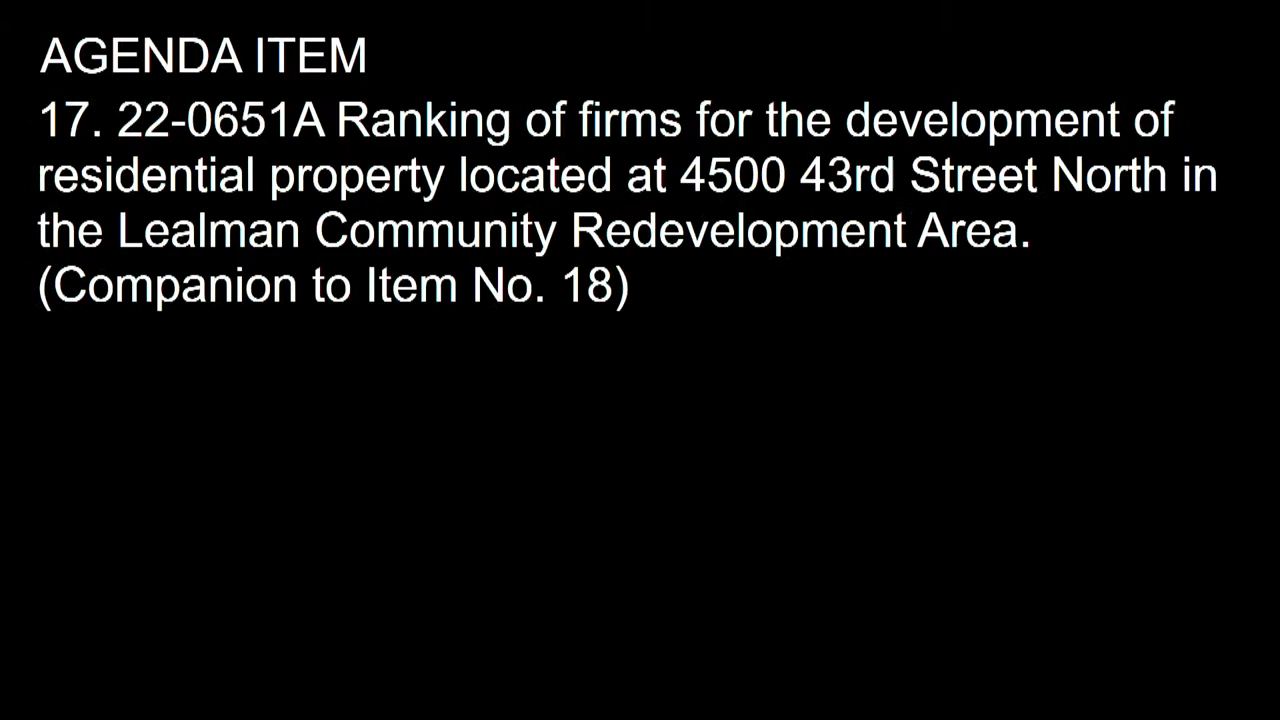 AGENDA ITEM
17. 22-0651A Ranking of firms for the development of
residential property located at 4500 43rd Street North in
the Lealman Community Redevelopment Area.
(Companion to Item No. 18)